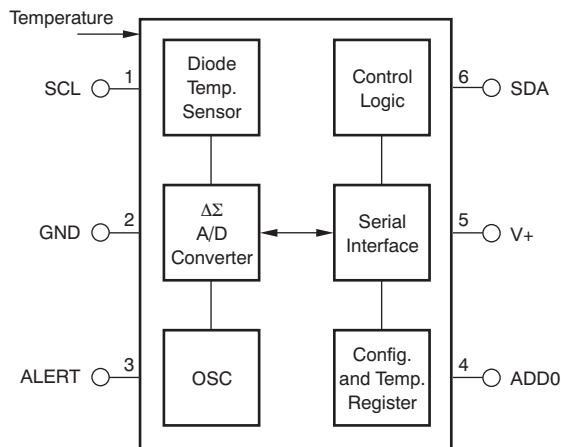 Temperature
SCL
1
Diode
Temp.
Sensor
Control
Logic
6
SDA
GND
2
ΔΣ
A/D
Converter
Serial
Interface
5
V+
ALERT
3
OSC
Config.
and Temp.
Register
4
ADD0